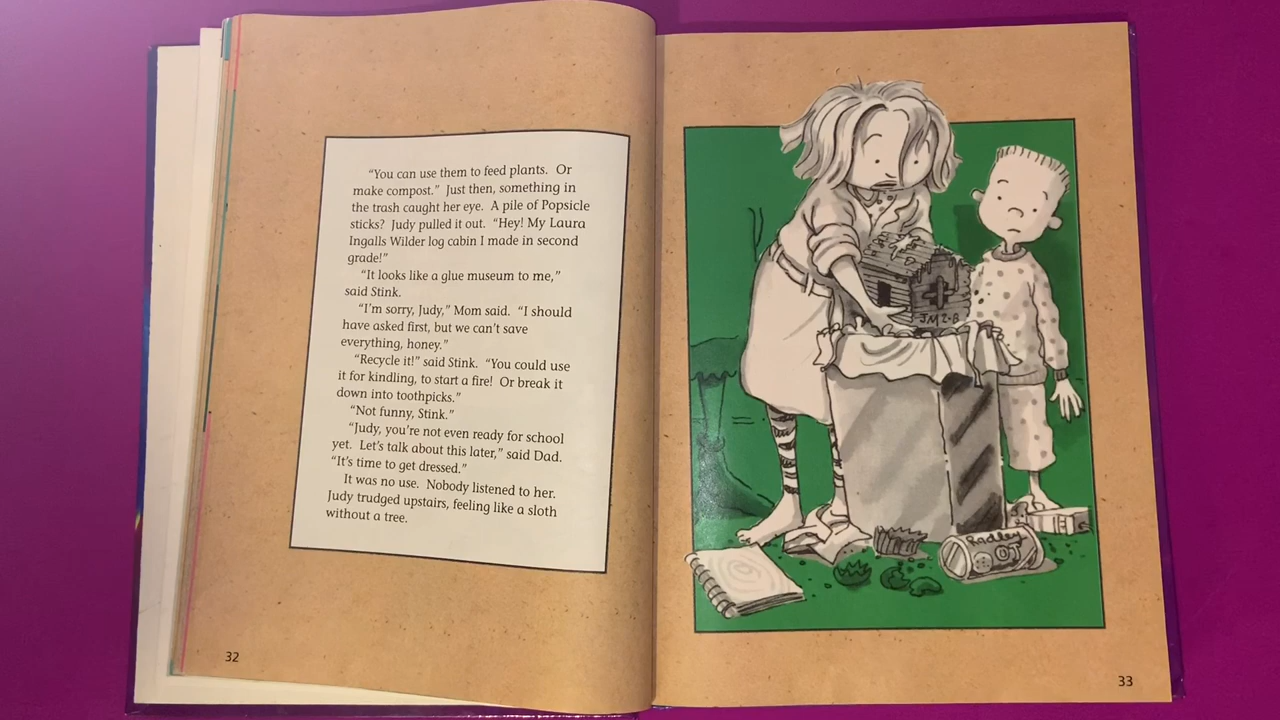 “You can use them to feed plants. Or
make compost.” Just then, something in
the trash caught her eye. A pile of Popsicle
sticks? Judy pulled it out. “Hey! My Laura
Ingalls Wilder log cabin I made in second
grade!”
“It looks like a glue museum to me,”
said Stink.
“I’m sorry, Judy,” Mom said. “I should
have asked first, but we can’t save
everything, honey.”
“Recycle it!” said Stink. “You could use
it for kindling, to start a fire! Or break it
down into toothpicks.”
“Not funny, Stink.”
“Judy, you’re not even ready for school
yet. Let’s talk about this later,” said Dad.
“It’s time to get dressed.”
It was no use. Nobody listened to her.
Judy trudged upstairs, feeling like a sloth
without a tree.
32
JM 2-B
Radley
OT
33